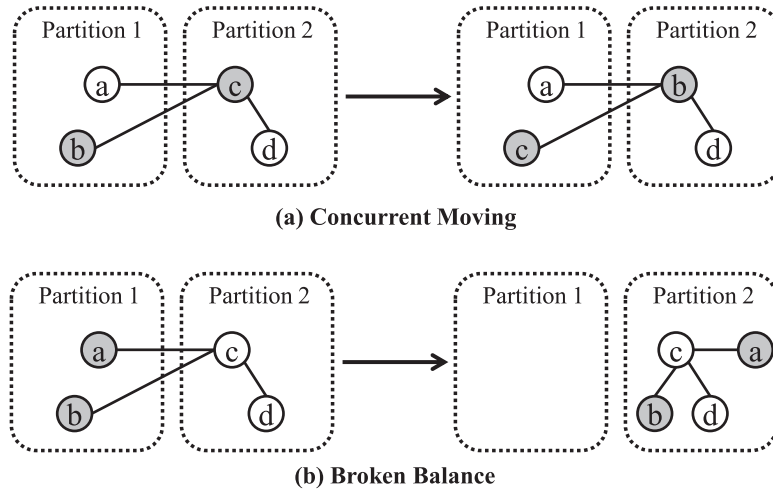 Partition 1 Partition 2 Partition 1 Partition 2
a c a b
b d c d
(a) Concurrent Moving
Partition 1 Partition 2 Partition 1 Partition 2
a c c a
b d b d
(b) Broken Balance